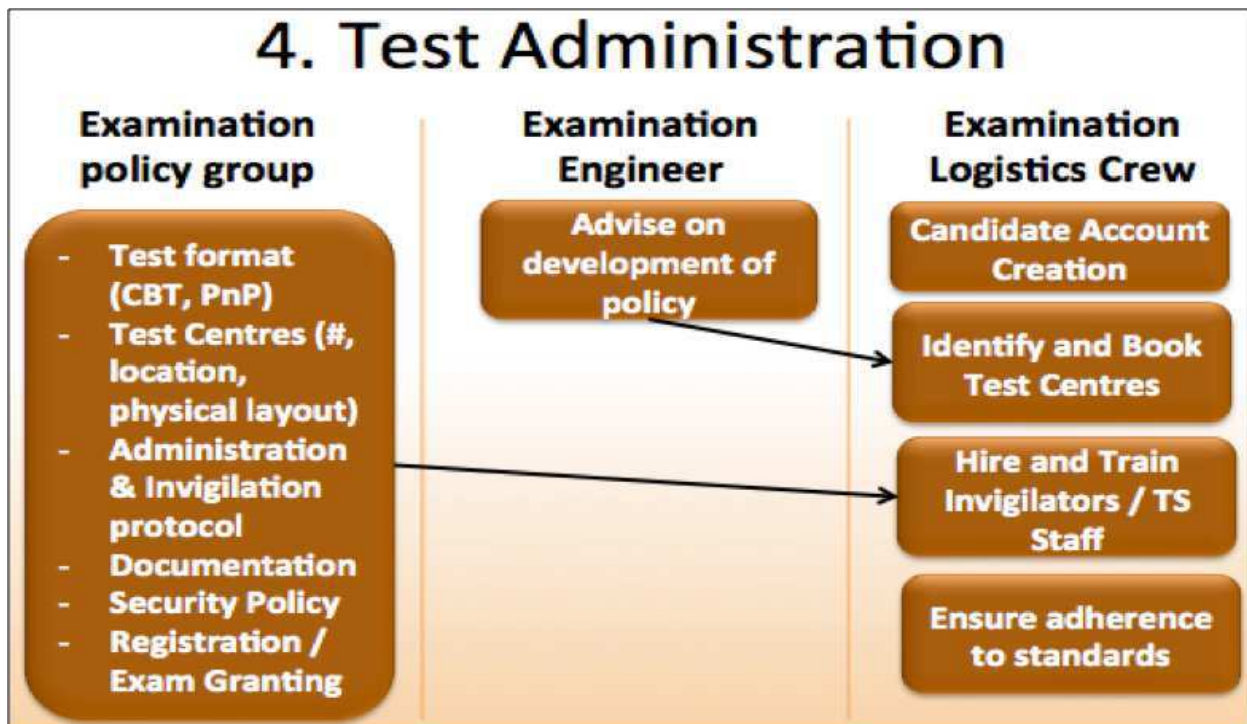 4. Test Administration
Examination
policy group
- Test format
(CBT, PnP)
- Test Centres (#,
location,
physical layout)
- Administration
& Invigilation
protocol
- Documentation
- Security Policy
- Registration /
Exam Granting
Examination
Engineer
Advise on
development of
policy
Examination
Logistics Crew
Candidate Account
Creation
Identify and Book
Test Centres
Hire and Train
Invigilators / TS
Staff
Ensure adherence
to standards